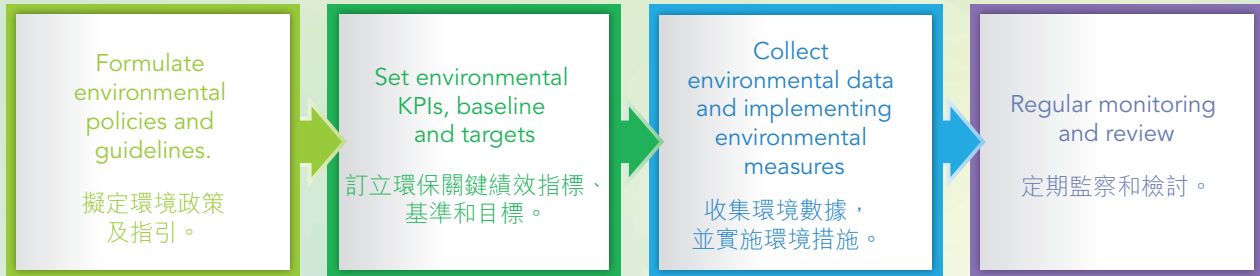 Formulate
environmental
policies and
guidelines.
擬定環境政策
及指引。
Set environmental
KPIs, baseline
and targets
訂立環保關鍵績效指標、
基準和目標。
Collect
environmental data
and implementing
environmental
measures
收集環境數據，
並實施環境措施。
Regular monitoring
and review
定期監察和檢討。